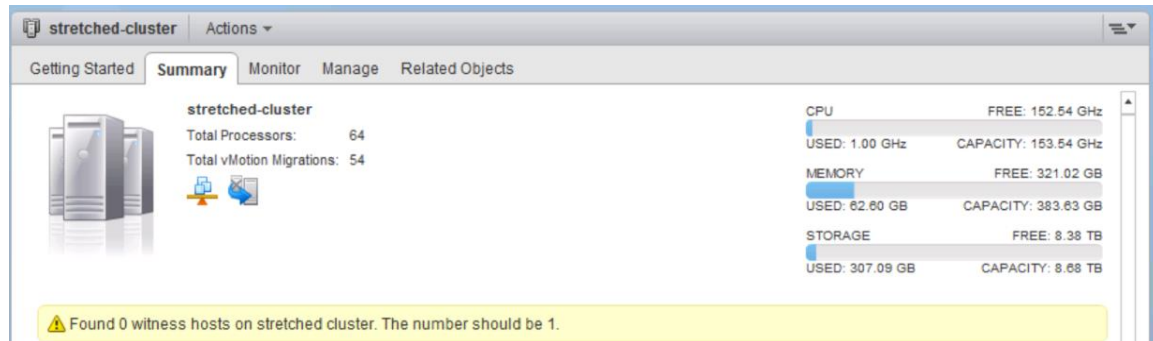 stretched-cluster Actions
Getting Started Summary Monitor Manage Related Objects
stretched-cluster
Total Processors: 64
Total vMotion Migrations: 54
CPU FREE: 152.54 GHz
USED: 1.00 GHz CAPACITY: 153.54 GHz
MEMORY FREE: 321.02 GB
USED: 62.60 GB CAPACITY: 383.63 GB
STORAGE FREE: 8.38 TB
USED: 307.09 GB CAPACITY: 8.68 TB
Found 0 witness hosts on stretched cluster. The number should be 1.